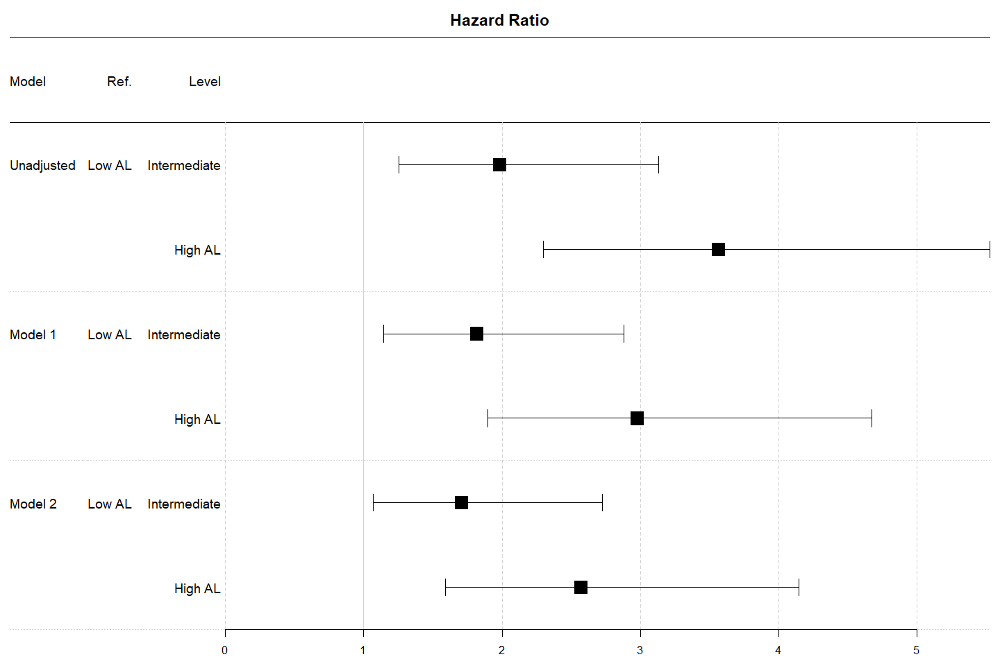 Hazard Ratio
Model Ref. Level
Unadjusted Low AL Intermediate
High AL
Model 1 Low AL Intermediate
High AL
Model 2 Low AL Intermediate
High AL
0 1 2 3 4 5